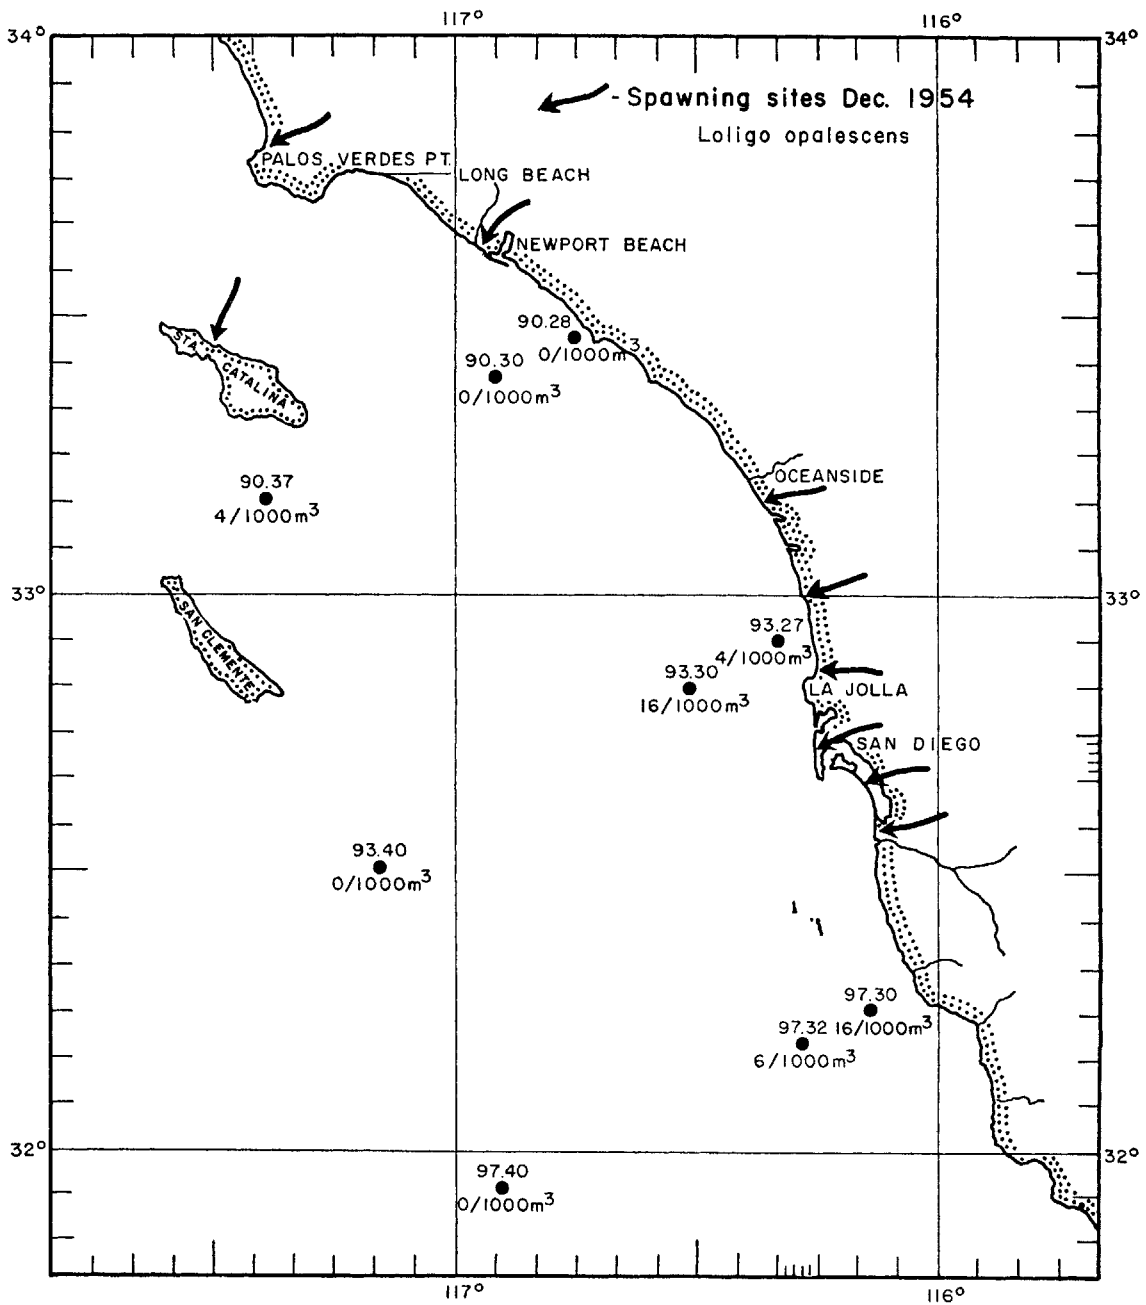 117° 116°
34° 34°
- Spawning sites Dec. 1954
Loligo opalescens
PALOS VERDES PT.
LONG BEACH
NEWPORT BEACH
STA. CATALINA
90.28
0/1000m³
90.30
0/1000m³
OCEANSIDE
90.37
4/1000m³
33° 33°
SAN CLEMENTE
93.27
4/1000m³
93.30
16/1000m³
LA JOLLA
SAN DIEGO
93.40
0/1000m³
97.30
16/1000m³
97.32
6/1000m³
32° 32°
97.40
0/1000m³
117° 116°